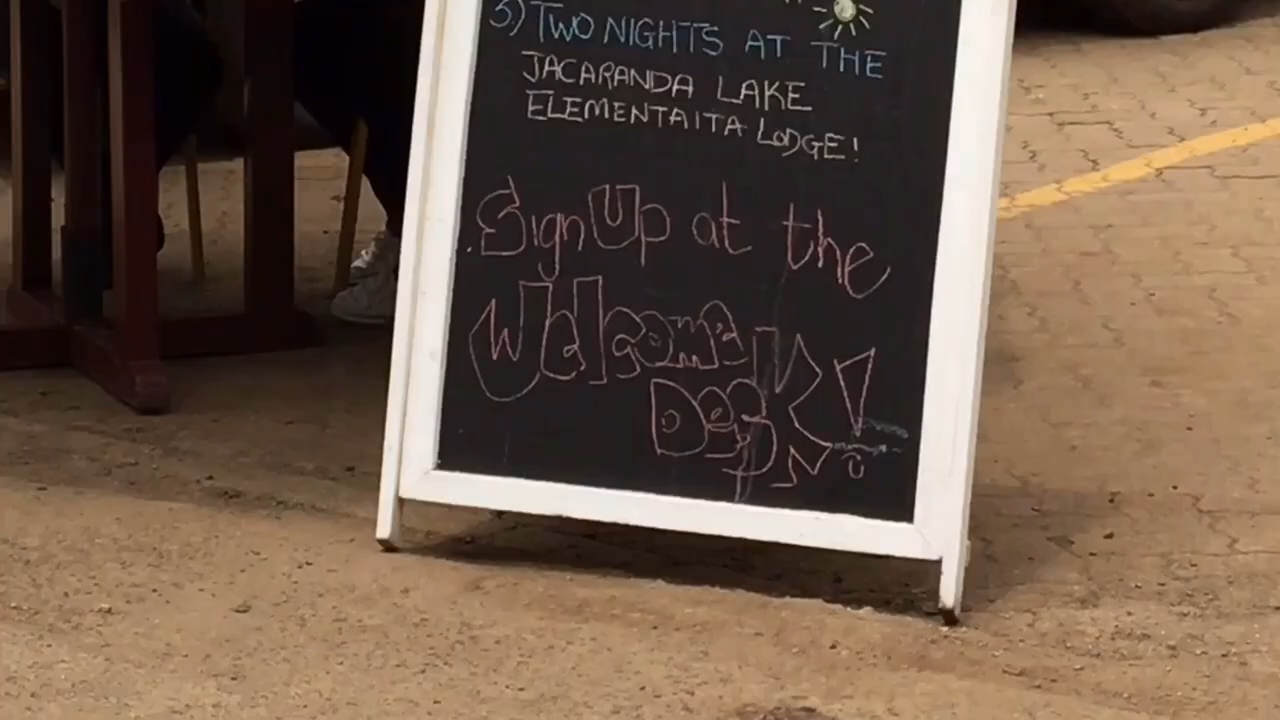 3) TWO NIGHTS AT THE
JACARANDA LAKE
ELEMENTAITA LODGE!
Sign Up at the
Welcome
Desk!